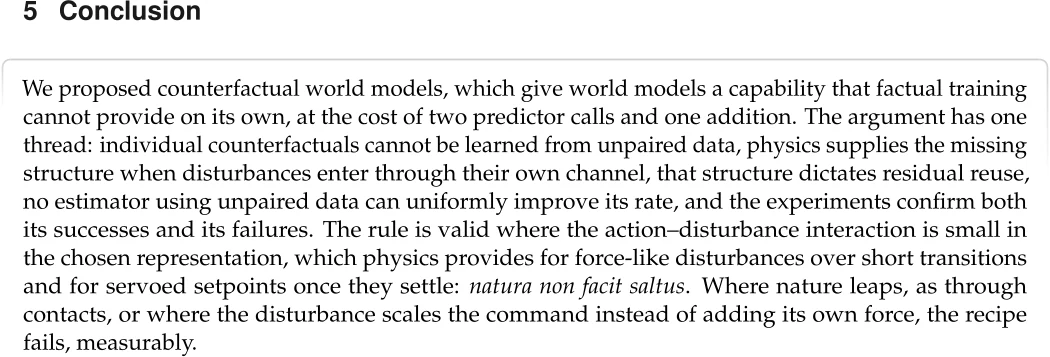 5 Conclusion
We proposed counterfactual world models, which give world models a capability that factual training
cannot provide on its own, at the cost of two predictor calls and one addition. The argument has one
thread: individual counterfactuals cannot be learned from unpaired data, physics supplies the missing
structure when disturbances enter through their own channel, that structure dictates residual reuse,
no estimator using unpaired data can uniformly improve its rate, and the experiments confirm both
its successes and its failures. The rule is valid where the action–disturbance interaction is small in
the chosen representation, which physics provides for force-like disturbances over short transitions
and for servoed setpoints once they settle: natura non facit saltus. Where nature leaps, as through
contacts, or where the disturbance scales the command instead of adding its own force, the recipe
fails, measurably.